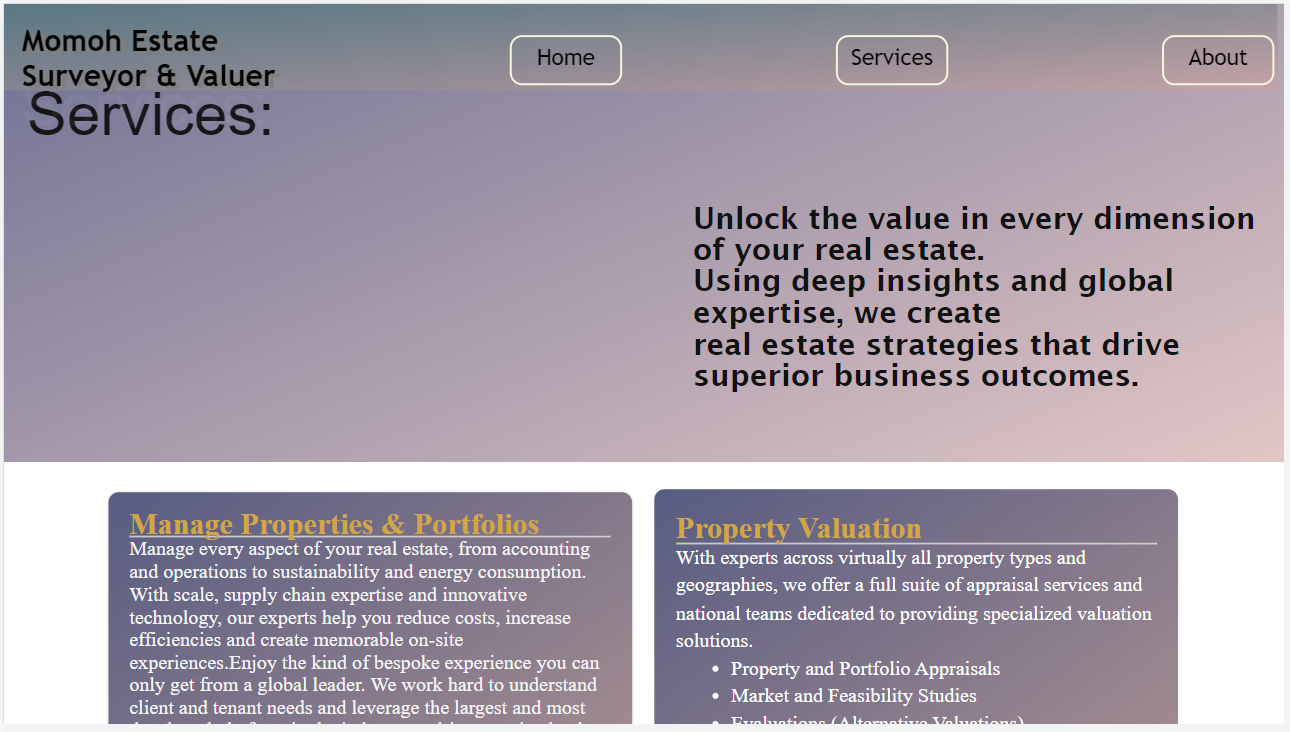 Momoh Estate
Surveyor & Valuer
Home
Services
About
Services:
Unlock the value in every dimension
of your real estate.
Using deep insights and global
expertise, we create
real estate strategies that drive
superior business outcomes.
Manage Properties & Portfolios
Manage every aspect of your real estate, from accounting
and operations to sustainability and energy consumption.
With scale, supply chain expertise and innovative
technology, our experts help you reduce costs, increase
efficiencies and create memorable on-site
experiences.Enjoy the kind of bespoke experience you can
only get from a global leader. We work hard to understand
client and tenant needs and leverage the largest and most
Property Valuation
With experts across virtually all property types and
geographies, we offer a full suite of appraisal services and
national teams dedicated to providing specialized valuation
solutions.
• Property and Portfolio Appraisals
• Market and Feasibility Studies
• Evaluations (Alternative Valuations)